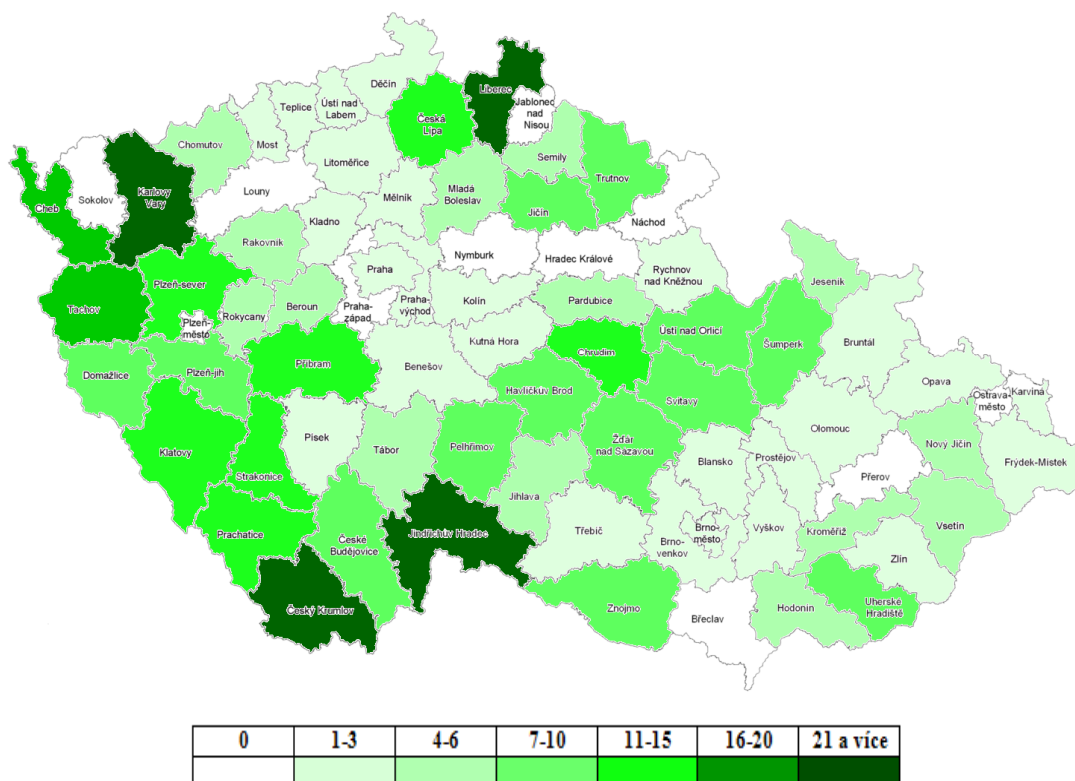 Děčín
Liberec
Teplice
Ústí nad
Labem
Česká
Lípa
Jablonec
nad
Nisou
Chomutov
Most
Litoměřice
Semily
Trutnov
Cheb
Sokolov
Karlovy
Vary
Louny
Mělník
Mladá
Boleslav
Jičín
Kladno
Náchod
Rakovník
Nymburk
Hradec Králové
Praha
Rychnov
nad Kněžnou
Jeseník
Plzeň-sever
Tachov
Rokycany
Beroun
Praha-
západ
Praha-
východ
Kolín
Pardubice
Plzeň-
město
Ústí nad Orlicí
Šumperk
Bruntál
Kutná Hora
Chrudim
Příbram
Benešov
Domažlice
Plzeň-jih
Havlíčkův Brod
Svitavy
Opava
Ostrava-
město
Karviná
Olomouc
Písek
Klatovy
Tábor
Pelhřimov
Žďár
nad Sázavou
Nový Jičín
Frýdek-Místek
Blansko
Prostějov
Přerov
Strakonice
Jihlava
Prachatice
České
Budějovice
Jindřichův Hradec
Třebíč
Brno-
venkov
Brno-
město
Vyškov
Kroměříž
Vsetín
Zlín
Český Krumlov
Znojmo
Břeclav
Hodonín
Uherské
Hradiště
0 1-3 4-6 7-10 11-15 16-20 21 a více